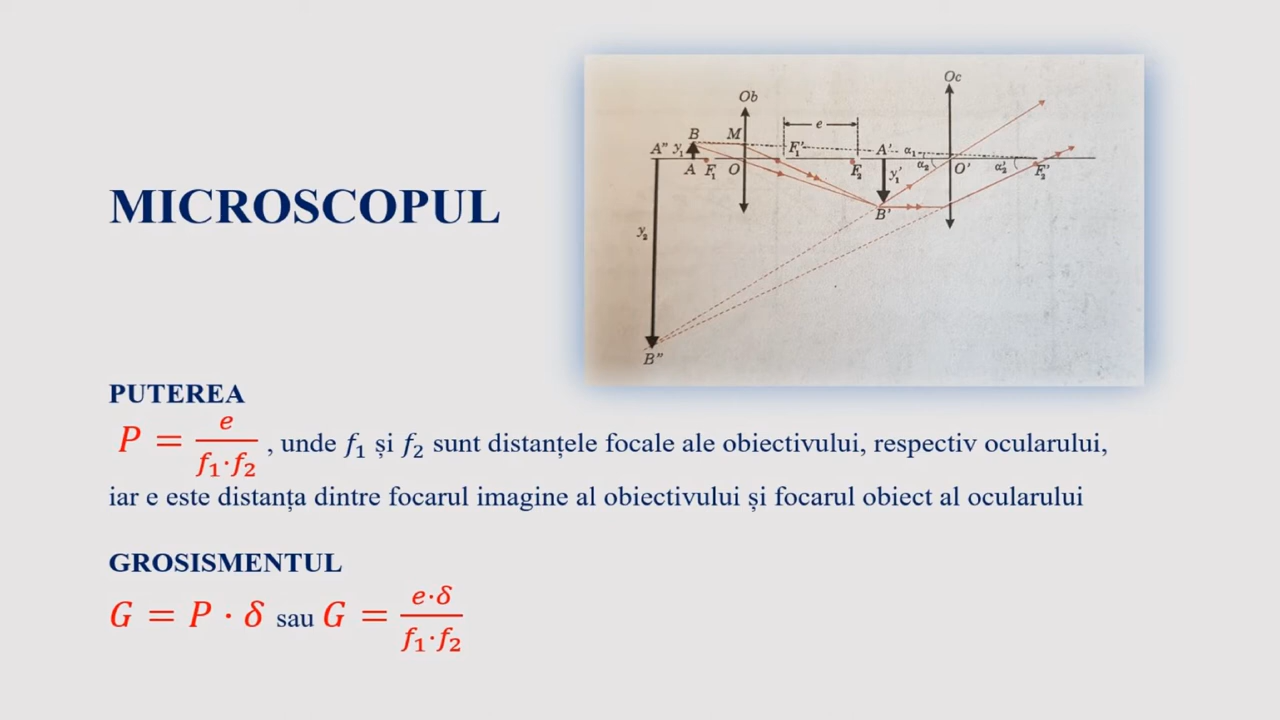 MICROSCOPUL
Oc
Ob
e
B M
A" y₁ F₁' A' α₁
A F₁ O F₂ y₁' α₂ O' α₂' F₂'
B'
y₂
B"
PUTEREA
P = e / f₁·f₂ , unde f₁ și f₂ sunt distanțele focale ale obiectivului, respectiv ocularului,
iar e este distanța dintre focarul imagine al obiectivului și focarul obiect al ocularului
GROSISMENTUL
G = P · δ sau G = e·δ / f₁·f₂